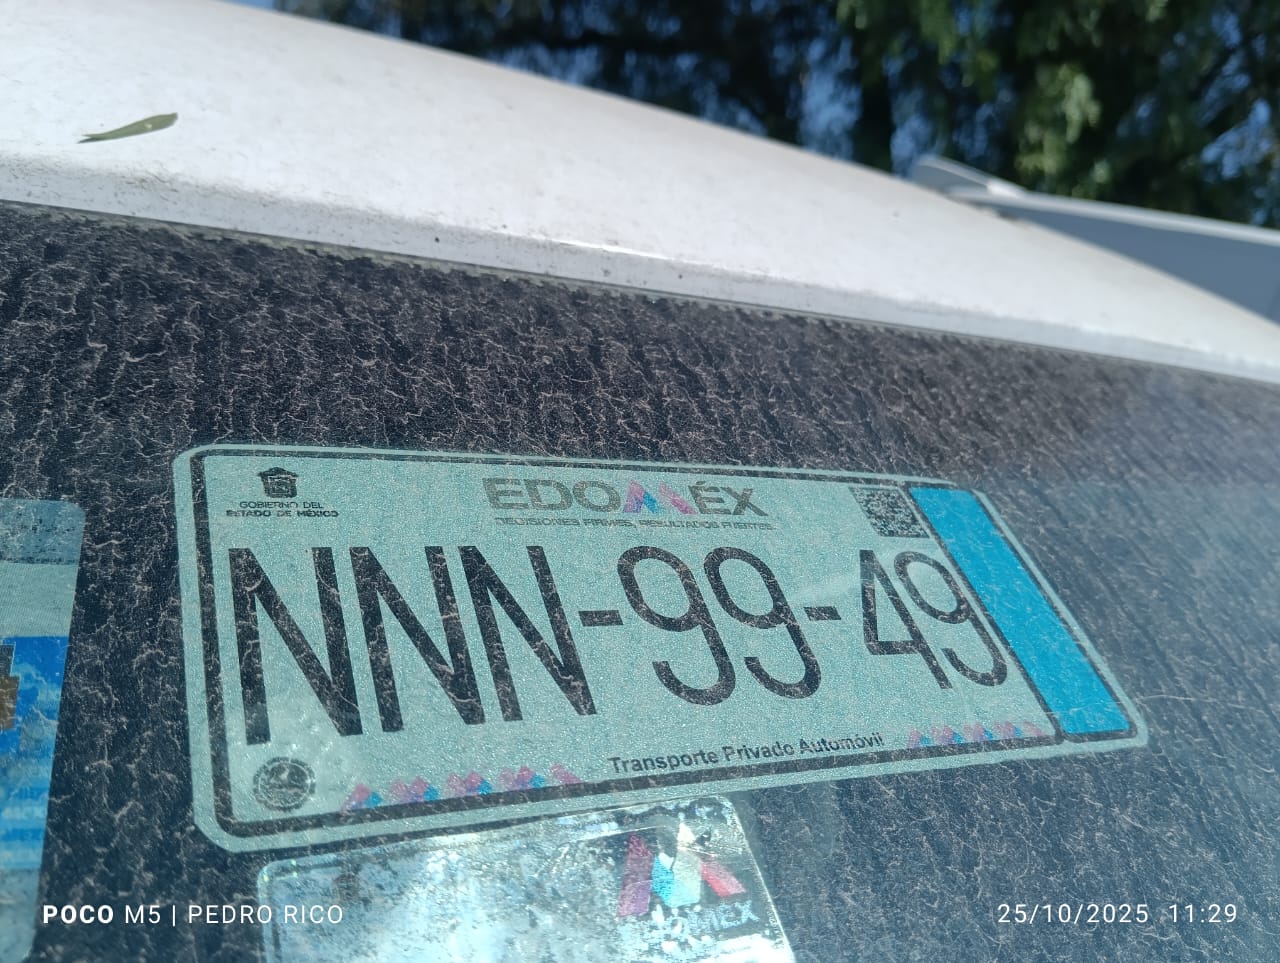 GOBIERNO DEL
ESTADO DE MÉXICO
EDOMÉX
DECISIONES FIRMES, RESULTADOS FUERTES.
NNN-99-49
Transporte Privado Automóvil
POCO M5 | PEDRO RICO
25/10/2025 11:29